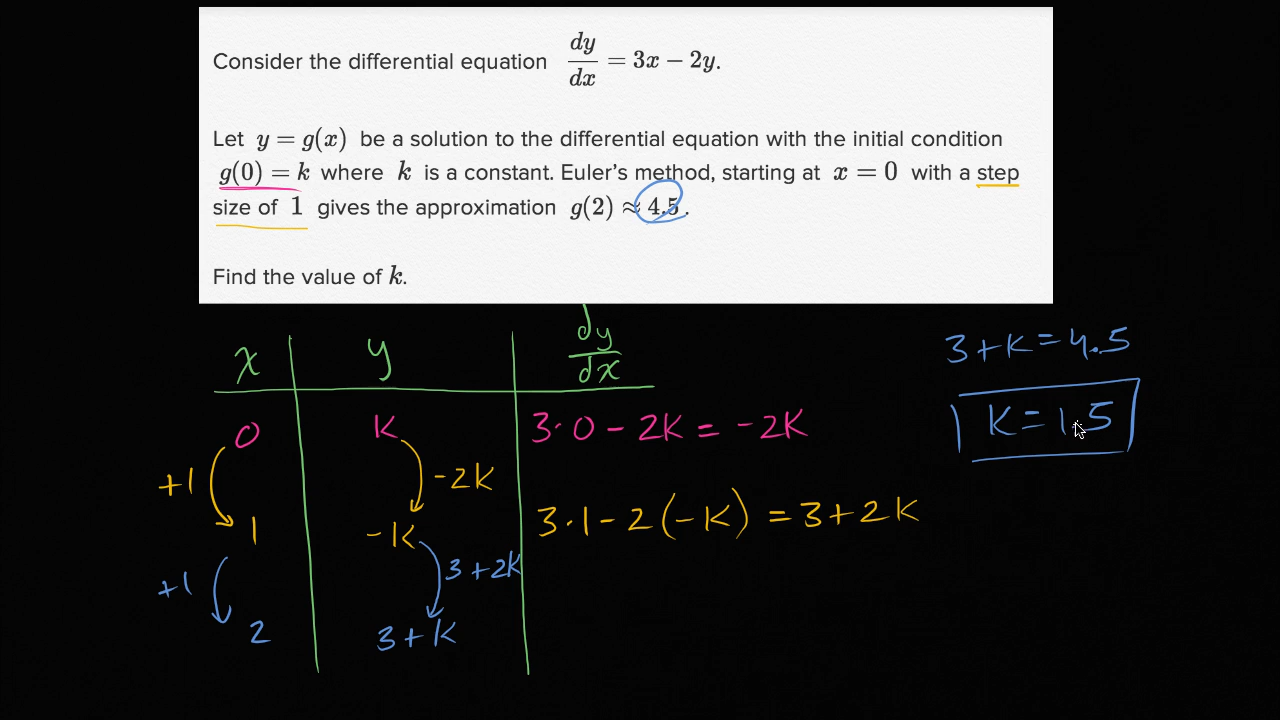 Consider the differential equation dy/dx = 3x − 2y.
Let y = g(x) be a solution to the differential equation with the initial condition
g(0) = k where k is a constant. Euler's method, starting at x = 0 with a step
size of 1 gives the approximation g(2) ≈ 4.5.
Find the value of k.
x y dy/dx
0 K 3·0 − 2K = −2K
+1 −2K
1 −K 3·1 − 2(−K) = 3 + 2K
+1 3 + 2K
2 3 + K
3 + K = 4.5
K = 1.5